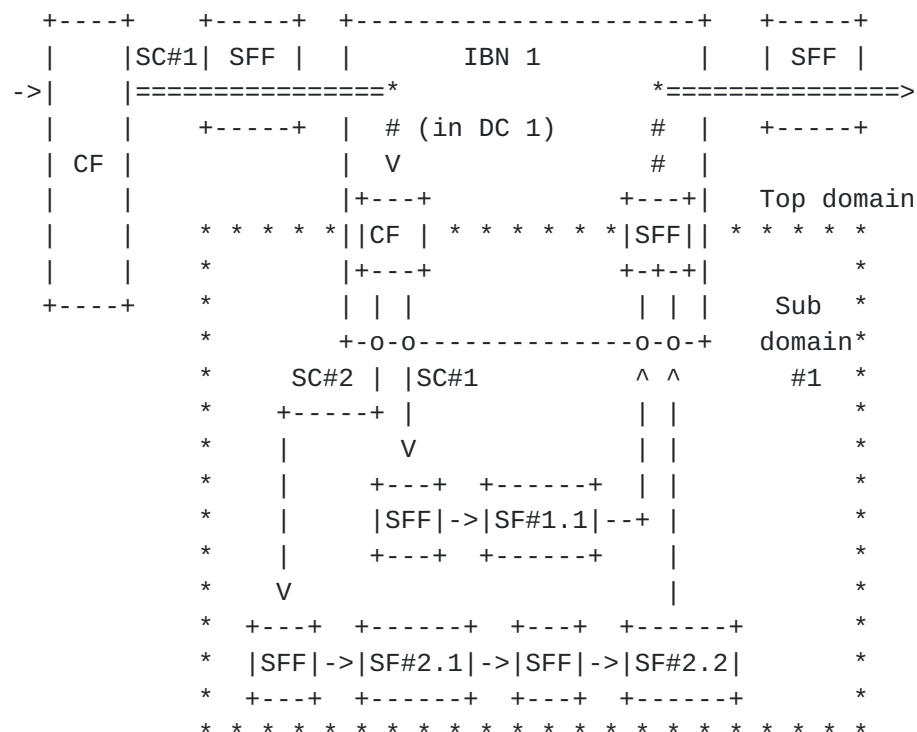 +----+    +-----+  +----------------------+   +-----+
|    |SC#1| SFF |  |       IBN 1          |   | SFF |
->|    |================*                *===============>
|    |    +-----+  |  # (in DC 1)      #  |   +-----+
| CF |             |  V                #  |
|    |             |+---+            +---+|   Top domain
|    |    * * * * *||CF | * * * * * *|SFF|| * * * * *
|    |    *        |+---+            +-+-+|         *
+----+    *        | | |              | | |    Sub  *
*        +-o-o--------------o-o-+   domain*
*     SC#2 | |SC#1          ^ ^       #1  *
*    +-----+ |              | |           *
*    |       V              | |           *
*    |     +---+  +------+  | |           *
*    |     |SFF|->|SF#1.1|--+ |           *
*    |     +---+  +------+    |           *
*    V                        |           *
*  +---+  +------+  +---+  +------+       *
*  |SFF|->|SF#2.1|->|SFF|->|SF#2.2|       *
*  +---+  +------+  +---+  +------+       *
* * * * * * * * * * * * * * * * * * * * * *